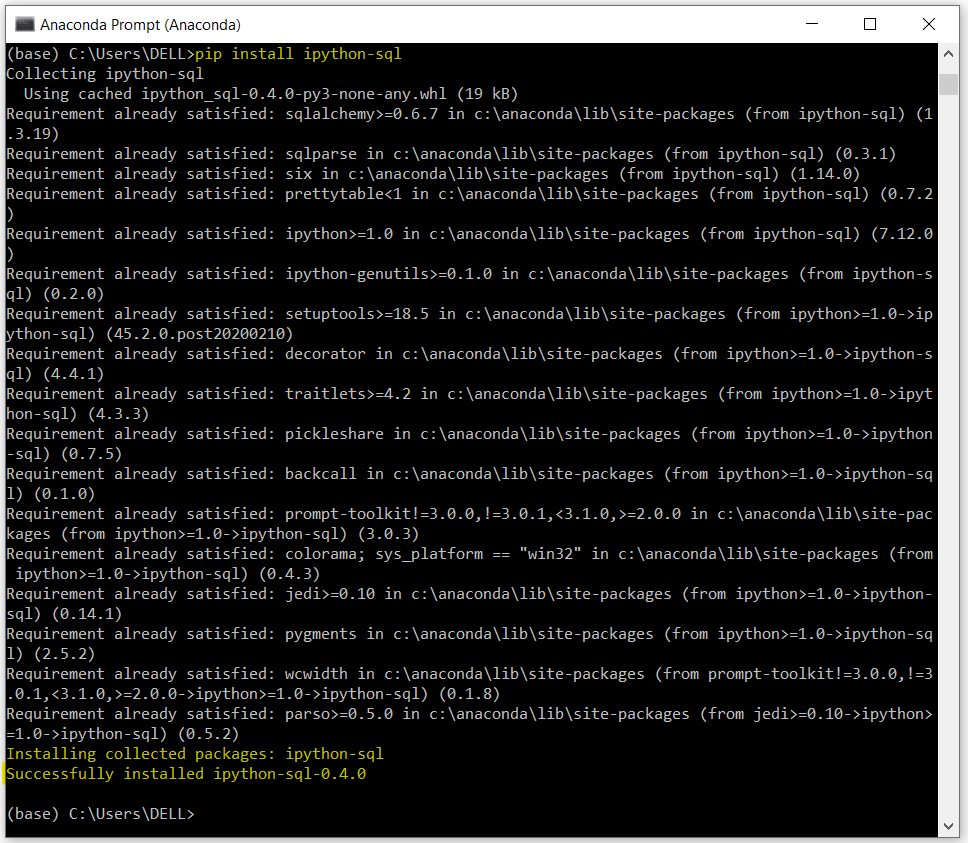 Anaconda Prompt (Anaconda)
(base) C:\Users\DELL>pip install ipython-sql
Collecting ipython-sql
  Using cached ipython_sql-0.4.0-py3-none-any.whl (19 kB)
Requirement already satisfied: sqlalchemy>=0.6.7 in c:\anaconda\lib\site-packages (from ipython-sql) (1
.3.19)
Requirement already satisfied: sqlparse in c:\anaconda\lib\site-packages (from ipython-sql) (0.3.1)
Requirement already satisfied: six in c:\anaconda\lib\site-packages (from ipython-sql) (1.14.0)
Requirement already satisfied: prettytable<1 in c:\anaconda\lib\site-packages (from ipython-sql) (0.7.2
)
Requirement already satisfied: ipython>=1.0 in c:\anaconda\lib\site-packages (from ipython-sql) (7.12.0
)
Requirement already satisfied: ipython-genutils>=0.1.0 in c:\anaconda\lib\site-packages (from ipython-s
ql) (0.2.0)
Requirement already satisfied: setuptools>=18.5 in c:\anaconda\lib\site-packages (from ipython>=1.0->ip
ython-sql) (45.2.0.post20200210)
Requirement already satisfied: decorator in c:\anaconda\lib\site-packages (from ipython>=1.0->ipython-s
ql) (4.4.1)
Requirement already satisfied: traitlets>=4.2 in c:\anaconda\lib\site-packages (from ipython>=1.0->ipyt
hon-sql) (4.3.3)
Requirement already satisfied: pickleshare in c:\anaconda\lib\site-packages (from ipython>=1.0->ipython
-sql) (0.7.5)
Requirement already satisfied: backcall in c:\anaconda\lib\site-packages (from ipython>=1.0->ipython-sq
l) (0.1.0)
Requirement already satisfied: prompt-toolkit!=3.0.0,!=3.0.1,<3.1.0,>=2.0.0 in c:\anaconda\lib\site-pac
kages (from ipython>=1.0->ipython-sql) (3.0.3)
Requirement already satisfied: colorama; sys_platform == "win32" in c:\anaconda\lib\site-packages (from
 ipython>=1.0->ipython-sql) (0.4.3)
Requirement already satisfied: jedi>=0.10 in c:\anaconda\lib\site-packages (from ipython>=1.0->ipython-
sql) (0.14.1)
Requirement already satisfied: pygments in c:\anaconda\lib\site-packages (from ipython>=1.0->ipython-sq
l) (2.5.2)
Requirement already satisfied: wcwidth in c:\anaconda\lib\site-packages (from prompt-toolkit!=3.0.0,!=3
.0.1,<3.1.0,>=2.0.0->ipython>=1.0->ipython-sql) (0.1.8)
Requirement already satisfied: parso>=0.5.0 in c:\anaconda\lib\site-packages (from jedi>=0.10->ipython>
=1.0->ipython-sql) (0.5.2)
Installing collected packages: ipython-sql
Successfully installed ipython-sql-0.4.0
(base) C:\Users\DELL>